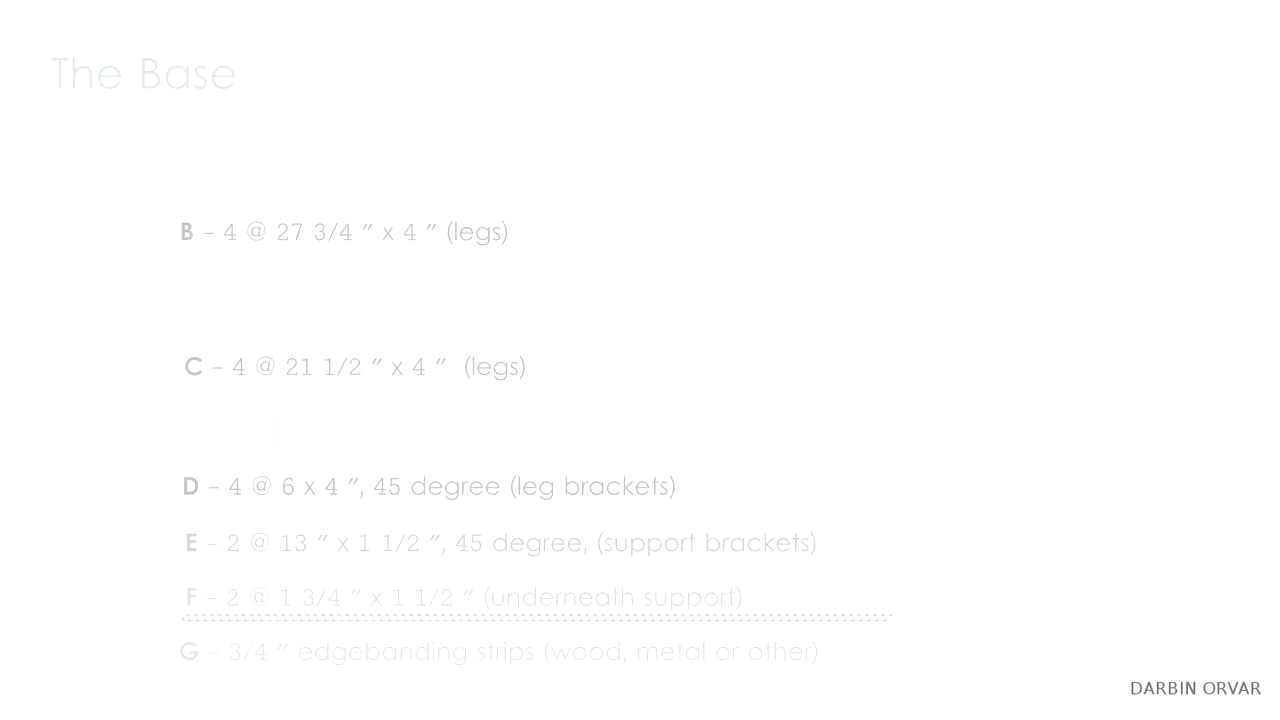 The Base
B – 4 @ 27 3/4 ″ x 4 ″ (legs)
C – 4 @ 21 1/2 ″ x 4 ″ (legs)
D – 4 @ 6 x 4 ″, 45 degree (leg brackets)
E – 2 @ 13 ″ x 1 1/2 ″, 45 degree, (support brackets)
F – 2 @ 1 3/4 ″ x 1 1/2 ″ (underneath support)
G – 3/4 ″ edgebanding strips (wood, metal or other)
DARBIN ORVAR